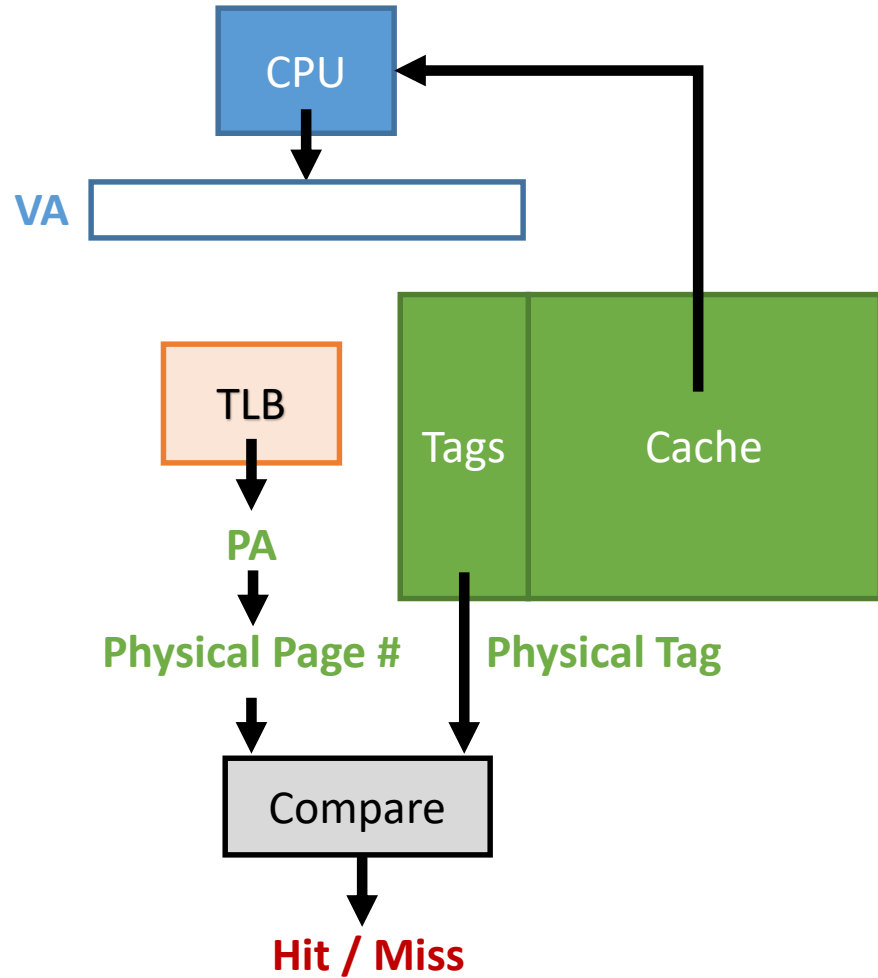 CPU
VA
TLB
Tags
Cache
PA
Physical Page #
Physical Tag
Compare
Hit / Miss